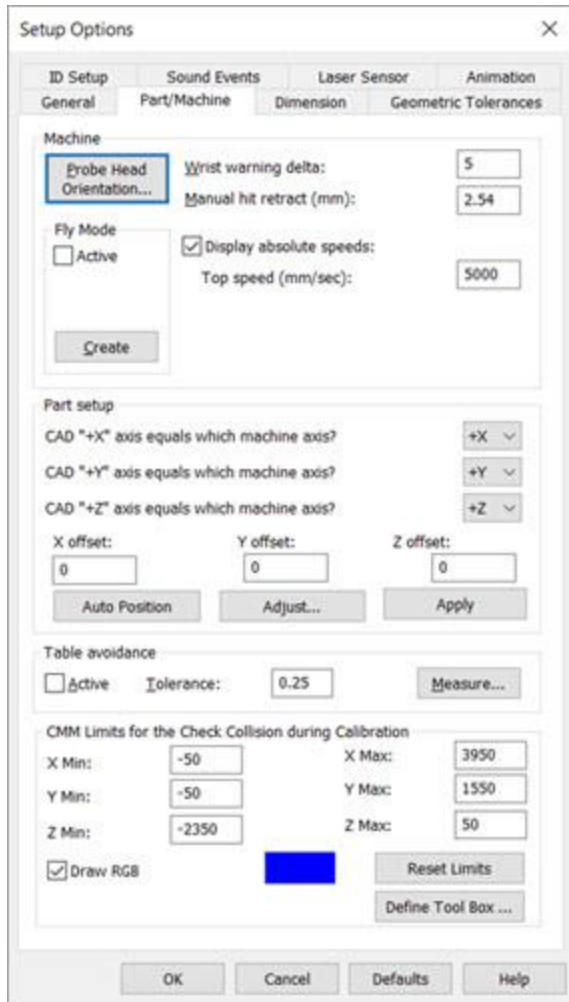 Setup Options
ID Setup Sound Events Laser Sensor Animation
General Part/Machine Dimension Geometric Tolerances
Machine
Probe Head
Orientation...
Wrist warning delta: 5
Manual hit retract (mm): 2.54
Fly Mode
Active
Display absolute speeds:
Top speed (mm/sec): 5000
Create
Part setup
CAD "+X" axis equals which machine axis? +X
CAD "+Y" axis equals which machine axis? +Y
CAD "+Z" axis equals which machine axis? +Z
X offset: Y offset: Z offset:
0 0 0
Auto Position Adjust... Apply
Table avoidance
Active Tolerance: 0.25 Measure...
CMM Limits for the Check Collision during Calibration
X Min: -50 X Max: 3950
Y Min: -50 Y Max: 1550
Z Min: -2350 Z Max: 50
Draw RGB Reset Limits
Define Tool Box ...
OK Cancel Defaults Help